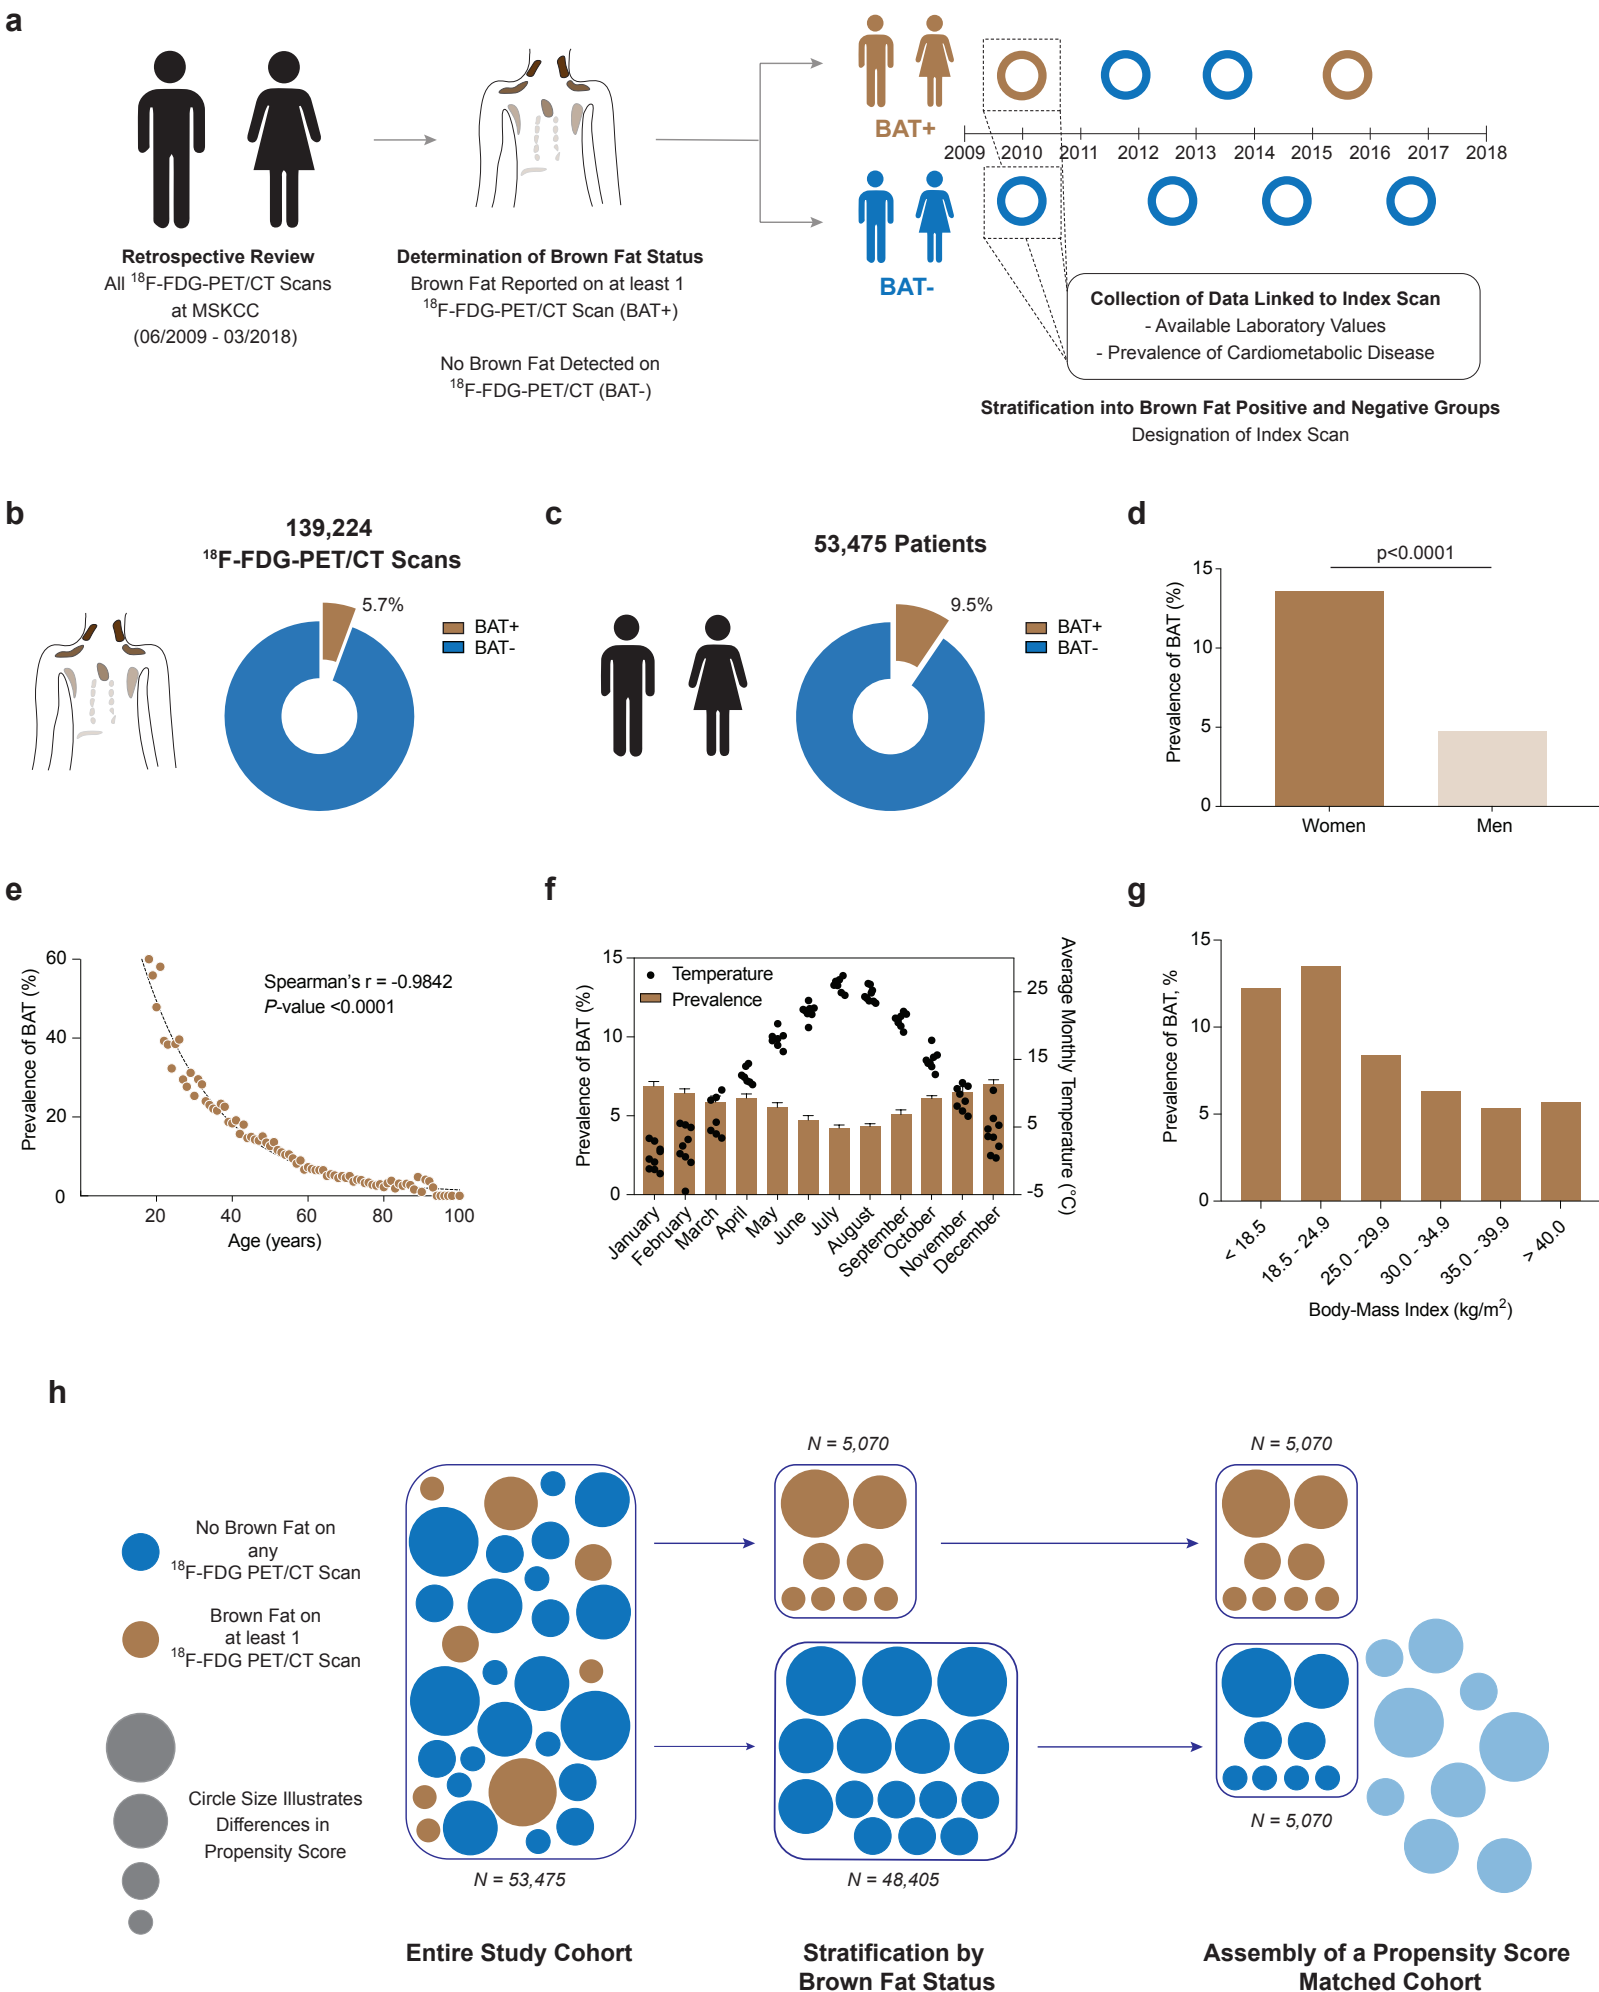 a
Retrospective Review
All 18F-FDG-PET/CT Scans
at MSKCC
(06/2009 - 03/2018)
Determination of Brown Fat Status
Brown Fat Reported on at least 1
18F-FDG-PET/CT Scan (BAT+)
No Brown Fat Detected on
18F-FDG-PET/CT (BAT-)
BAT+
2009 2010 2011 2012 2013 2014 2015 2016 2017 2018
BAT-
Collection of Data Linked to Index Scan
- Available Laboratory Values
- Prevalence of Cardiometabolic Disease
Stratification into Brown Fat Positive and Negative Groups
Designation of Index Scan
b
139,224
18F-FDG-PET/CT Scans
5.7%
BAT+
BAT-
c
53,475 Patients
9.5%
BAT+
BAT-
d
p<0.0001
Prevalence of BAT (%)
15
10
5
0
Women Men
e
Prevalence of BAT (%)
60
40
20
0
Spearman's r = -0.9842
P-value <0.0001
20 40 60 80 100
Age (years)
f
Prevalence of BAT (%)
15
10
5
0
Temperature
Prevalence
25
15
5
-5
Average Monthly Temperature (°C)
January
February
March
April
May
June
July
August
September
October
November
December
g
Prevalence of BAT, %
15
10
5
0
< 18.5
18.5 - 24.9
25.0 - 29.9
30.0 - 34.9
35.0 - 39.9
> 40.0
Body-Mass Index (kg/m2)
h
No Brown Fat on
any
18F-FDG PET/CT Scan
Brown Fat on
at least 1
18F-FDG PET/CT Scan
Circle Size Illustrates
Differences in
Propensity Score
N = 53,475
Entire Study Cohort
N = 5,070
N = 48,405
Stratification by
Brown Fat Status
N = 5,070
N = 5,070
Assembly of a Propensity Score
Matched Cohort